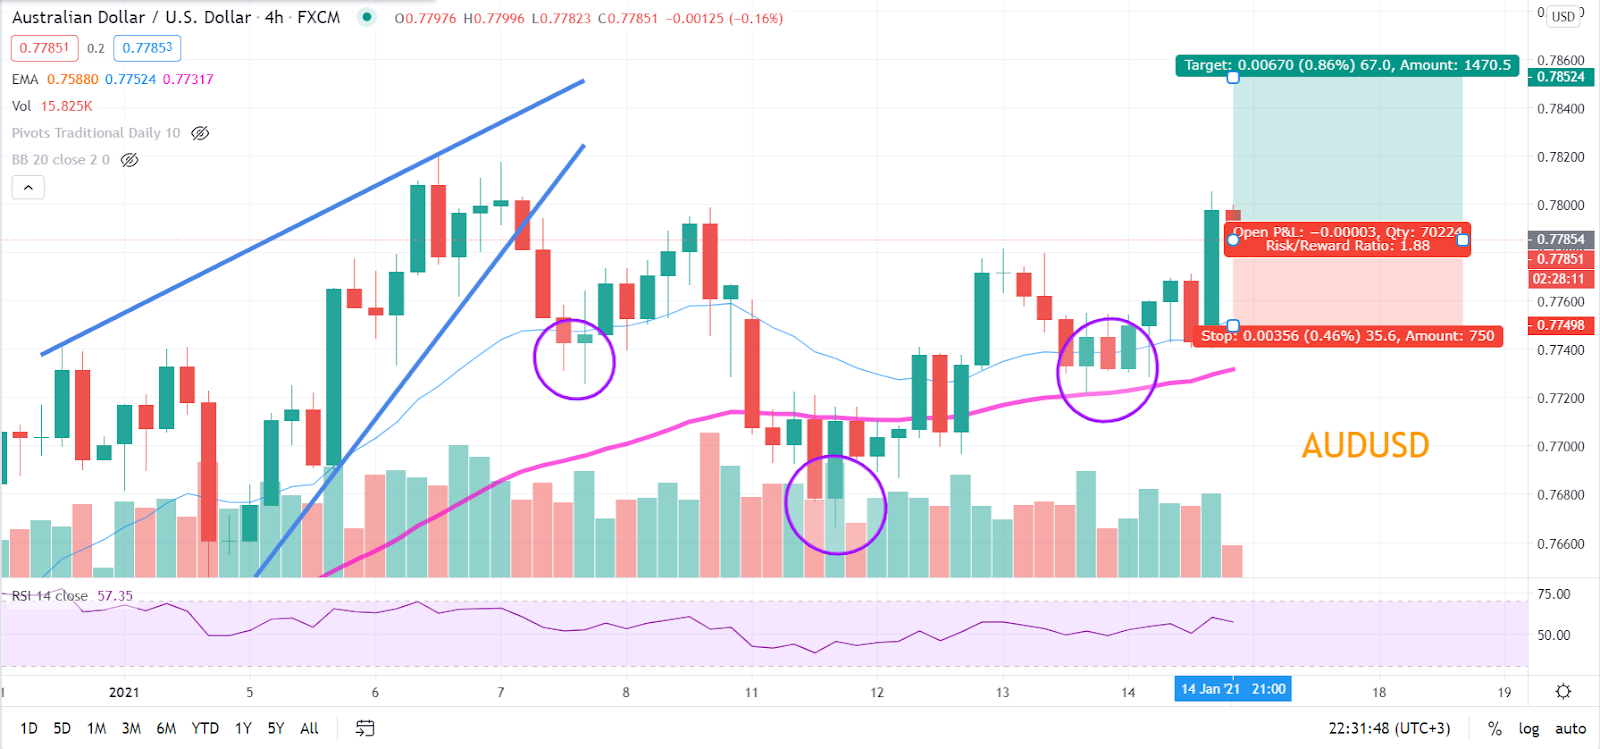 Australian Dollar / U.S. Dollar · 4h · FXCM O0.77976 H0.77996 L0.77823 C0.77851 −0.00125 (−0.16%)
USD
0.77851 0.2 0.77853
EMA 0.75880 0.77524 0.77317
Vol 15.825K
Pivots Traditional Daily 10
BB 20 close 2 0
Target: 0.00670 (0.86%) 67.0, Amount: 1470.5
Open P&L: −0.00003, Qty: 70224
Risk/Reward Ratio: 1.88
Stop: 0.00356 (0.46%) 35.6, Amount: 750
AUDUSD
0.78600
0.78524
0.78400
0.78200
0.78000
0.77854
0.77851
02:28:11
0.77600
0.77498
0.77400
0.77200
0.77000
0.76800
0.76600
RSI 14 close 57.35
75.00
50.00
2021 5 6 7 8 11 12 13 14 14 Jan '21 21:00 18 19
1D 5D 1M 3M 6M YTD 1Y 5Y All 22:31:48 (UTC+3) % log auto